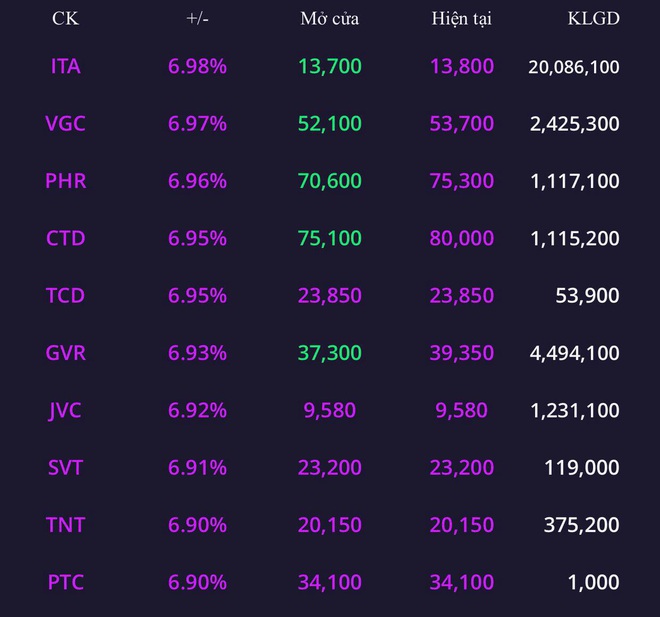 CK +/- Mở cửa Hiện tại KLGD
ITA 6.98% 13,700 13,800 20,086,100
VGC 6.97% 52,100 53,700 2,425,300
PHR 6.96% 70,600 75,300 1,117,100
CTD 6.95% 75,100 80,000 1,115,200
TCD 6.95% 23,850 23,850 53,900
GVR 6.93% 37,300 39,350 4,494,100
JVC 6.92% 9,580 9,580 1,231,100
SVT 6.91% 23,200 23,200 119,000
TNT 6.90% 20,150 20,150 375,200
PTC 6.90% 34,100 34,100 1,000